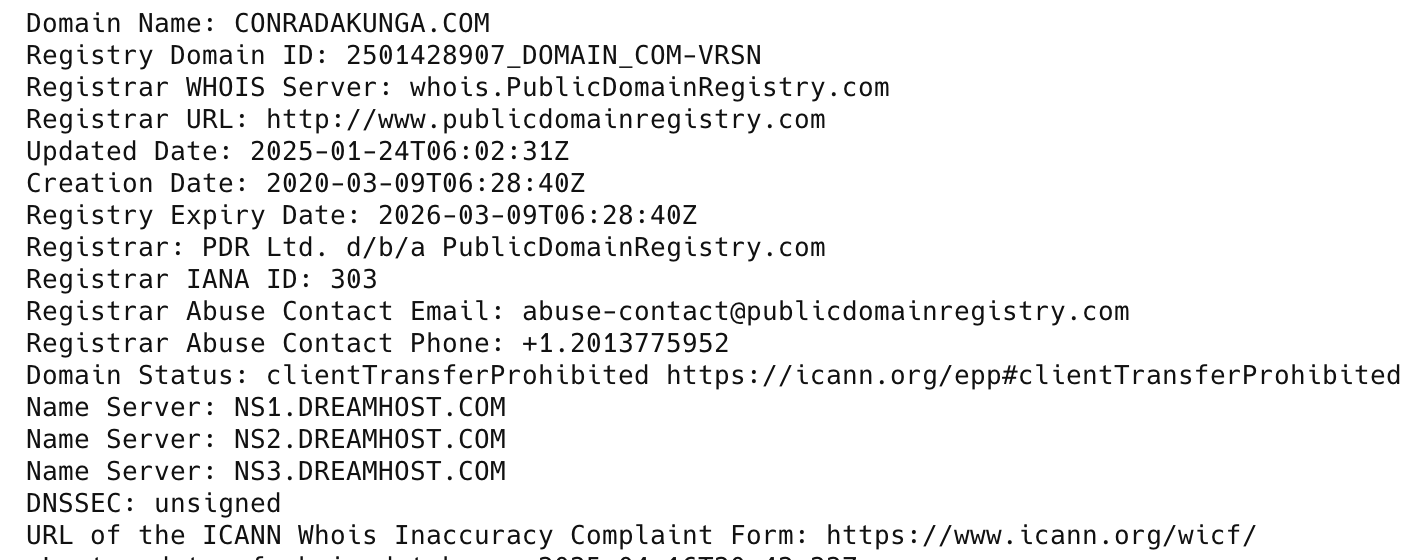 Domain Name: CONRADAKUNGA.COM
Registry Domain ID: 2501428907_DOMAIN_COM-VRSN
Registrar WHOIS Server: whois.PublicDomainRegistry.com
Registrar URL: http://www.publicdomainregistry.com
Updated Date: 2025-01-24T06:02:31Z
Creation Date: 2020-03-09T06:28:40Z
Registry Expiry Date: 2026-03-09T06:28:40Z
Registrar: PDR Ltd. d/b/a PublicDomainRegistry.com
Registrar IANA ID: 303
Registrar Abuse Contact Email: abuse-contact@publicdomainregistry.com
Registrar Abuse Contact Phone: +1.2013775952
Domain Status: clientTransferProhibited https://icann.org/epp#clientTransferProhibited
Name Server: NS1.DREAMHOST.COM
Name Server: NS2.DREAMHOST.COM
Name Server: NS3.DREAMHOST.COM
DNSSEC: unsigned
URL of the ICANN Whois Inaccuracy Complaint Form: https://www.icann.org/wicf/